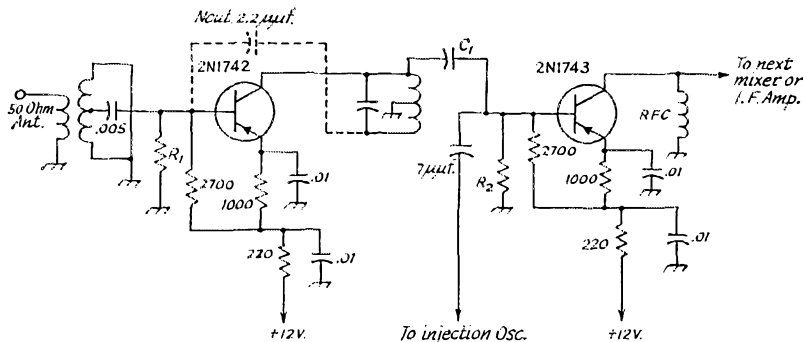 Neut. 2.2 µµf.
2N1742
C1
2N1743
To next
mixer or
I.F. Amp.
50 Ohm
Ant.
.005
R1
2700
1000
.01
220
.01
+12V.
7µµf.
R2
2700
1000
.01
RFC
220
.01
To injection Osc.
+12V.